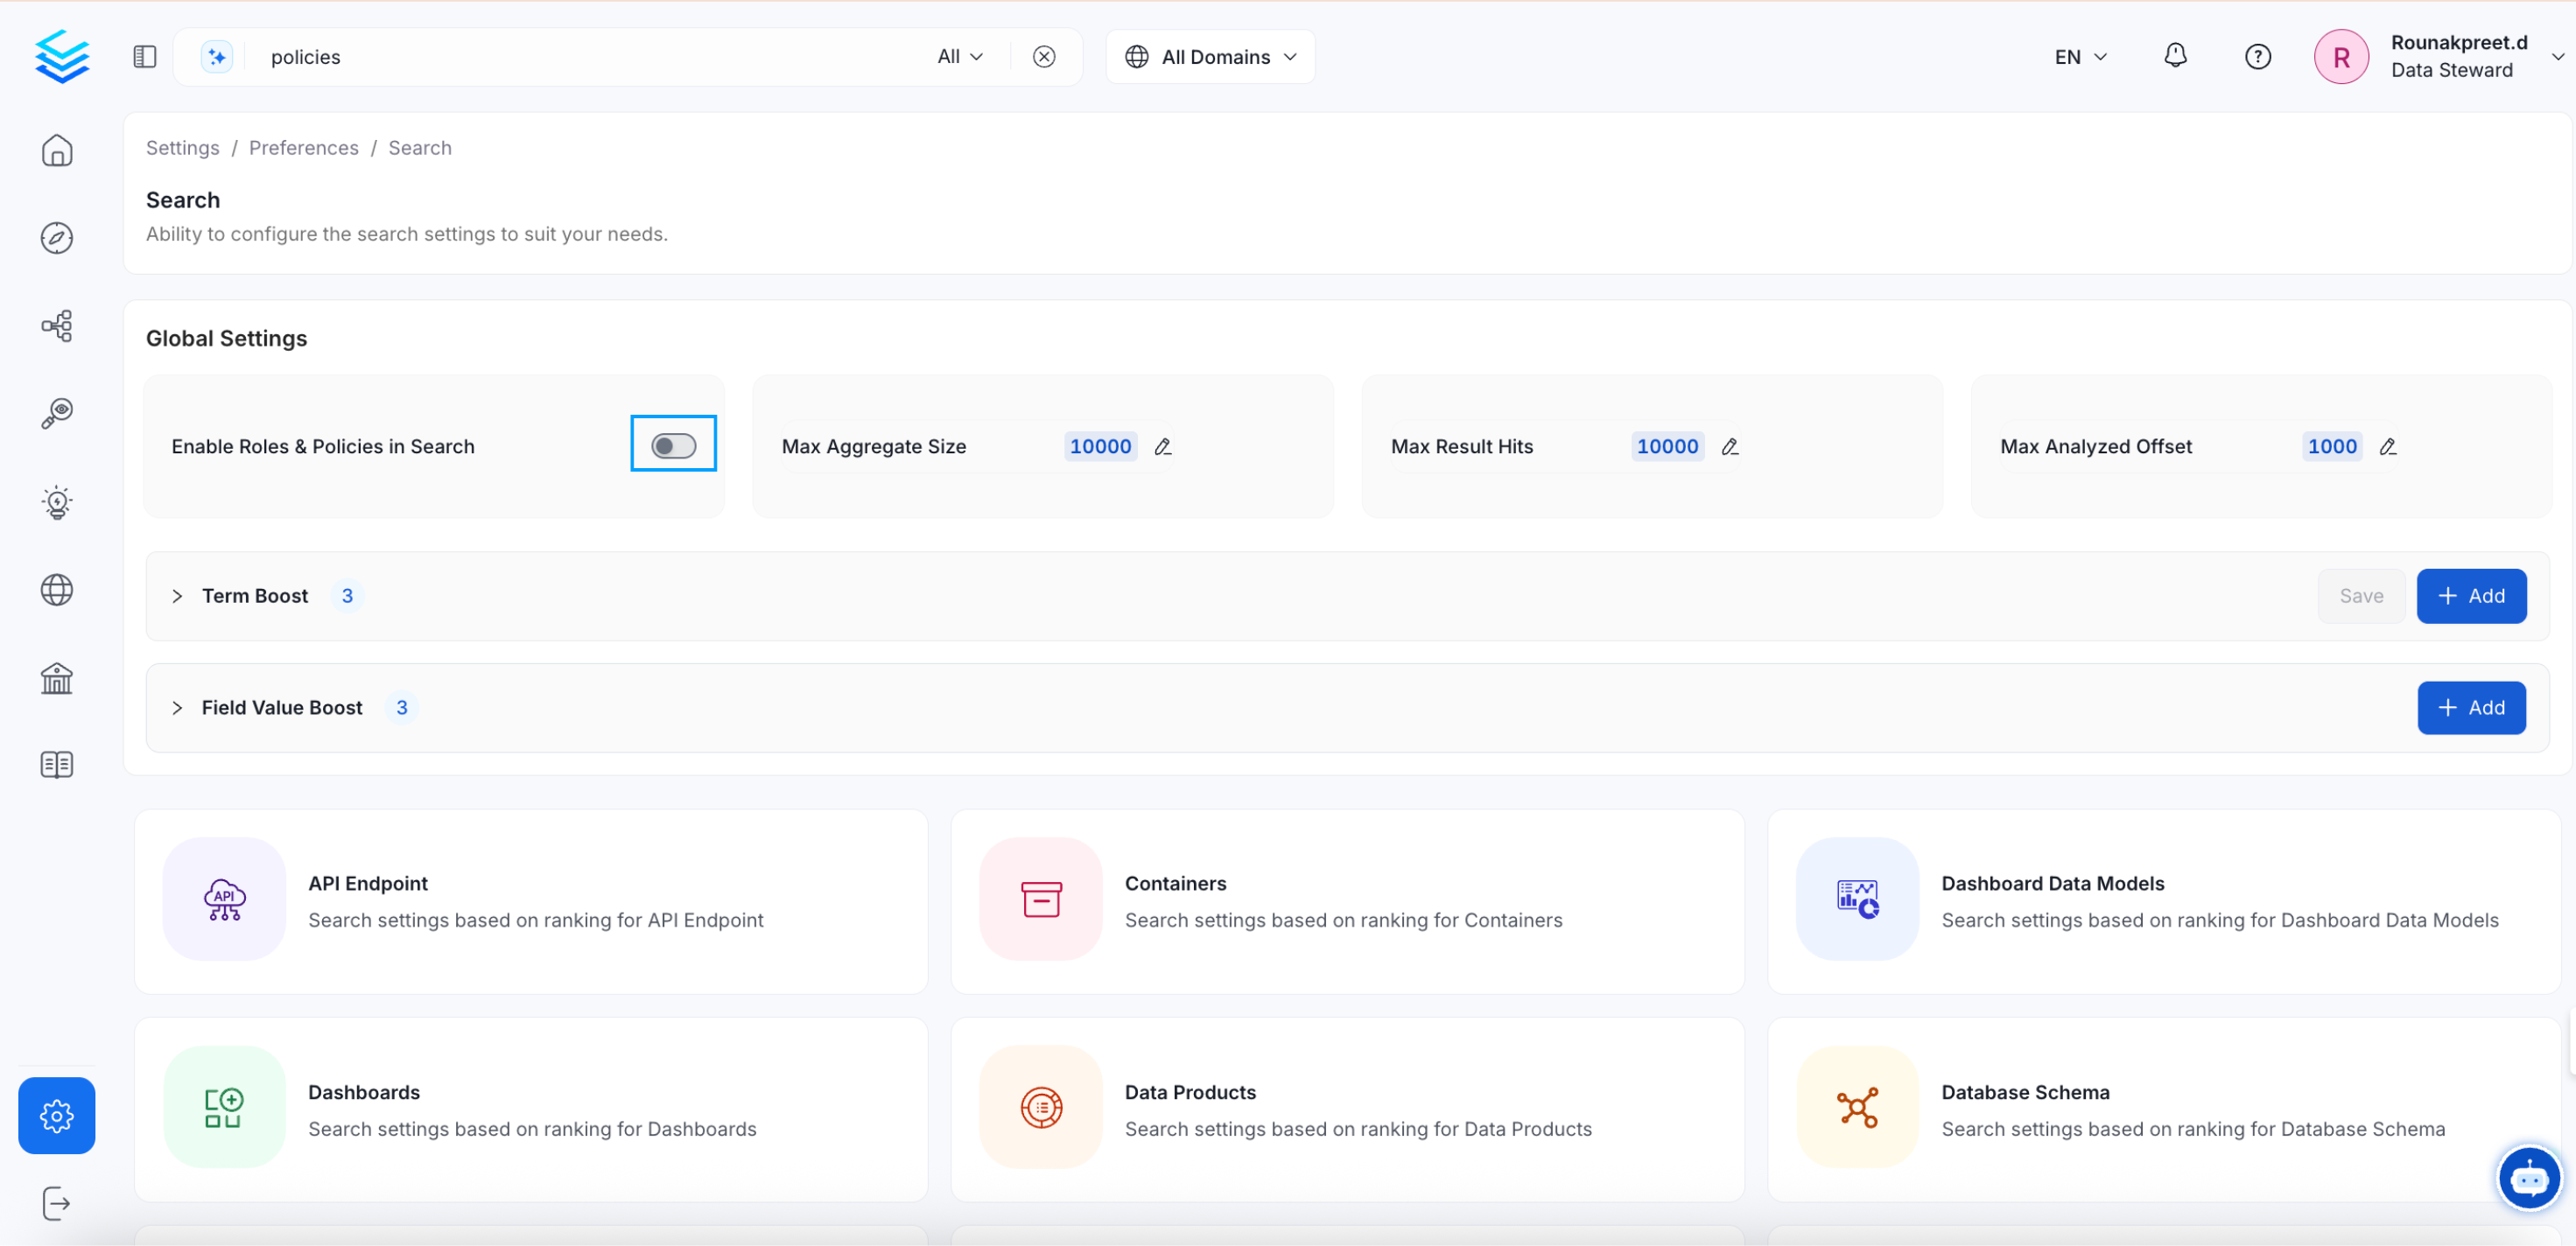 policies
All
All Domains
EN
R
Rounakpreet.d
Data Steward
Settings / Preferences / Search
Search
Ability to configure the search settings to suit your needs.
Global Settings
Enable Roles & Policies in Search
Max Aggregate Size 10000
Max Result Hits 10000
Max Analyzed Offset 1000
Term Boost 3
Save
+ Add
Field Value Boost 3
+ Add
API
API Endpoint
Search settings based on ranking for API Endpoint
Containers
Search settings based on ranking for Containers
Dashboard Data Models
Search settings based on ranking for Dashboard Data Models
Dashboards
Search settings based on ranking for Dashboards
Data Products
Search settings based on ranking for Data Products
Database Schema
Search settings based on ranking for Database Schema